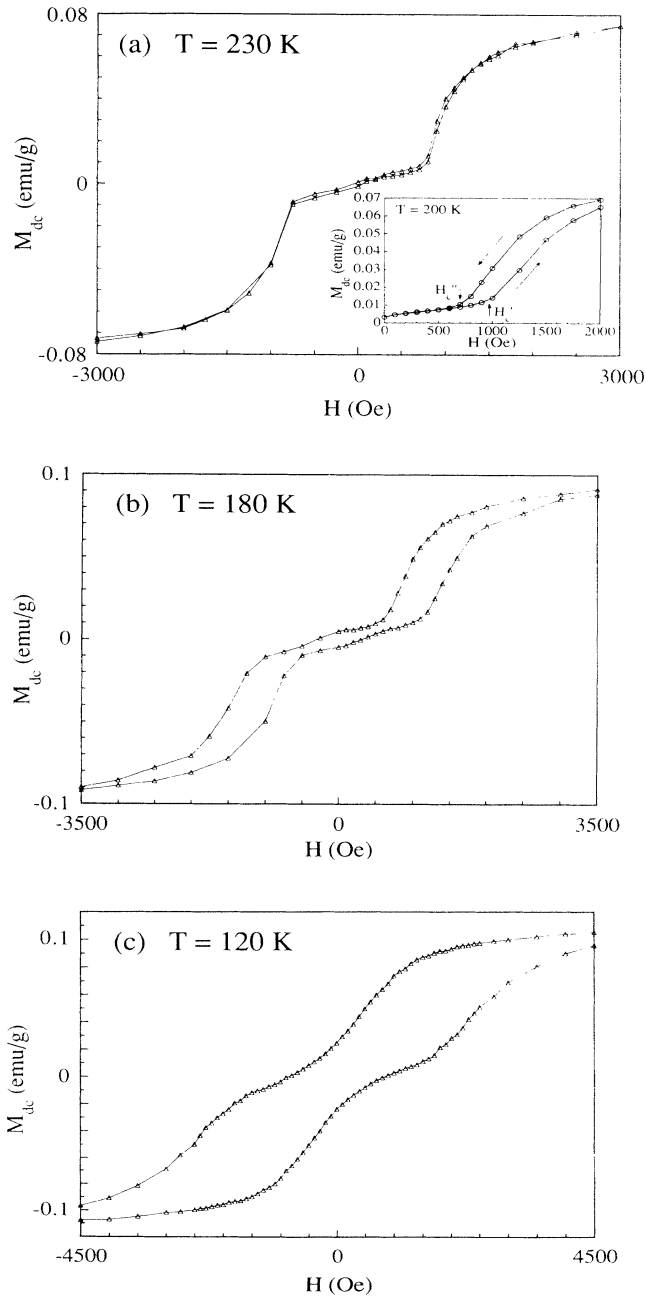 0.08
(a) T = 230 K
M_dc (emu/g)
0
-0.08
-3000 0 3000
H (Oe)
0.07
0.06
0.05
0.04
0.03
0.02
0.01
0
T = 200 K
M_dc (emu/g)
H_c''
H_c'
0 500 1000 1500 2000
H (Oe)
0.1
(b) T = 180 K
M_dc (emu/g)
0
-0.1
-3500 0 3500
H (Oe)
(c) T = 120 K
0.1
M_dc (emu/g)
0
-0.1
-4500 0 4500
H (Oe)